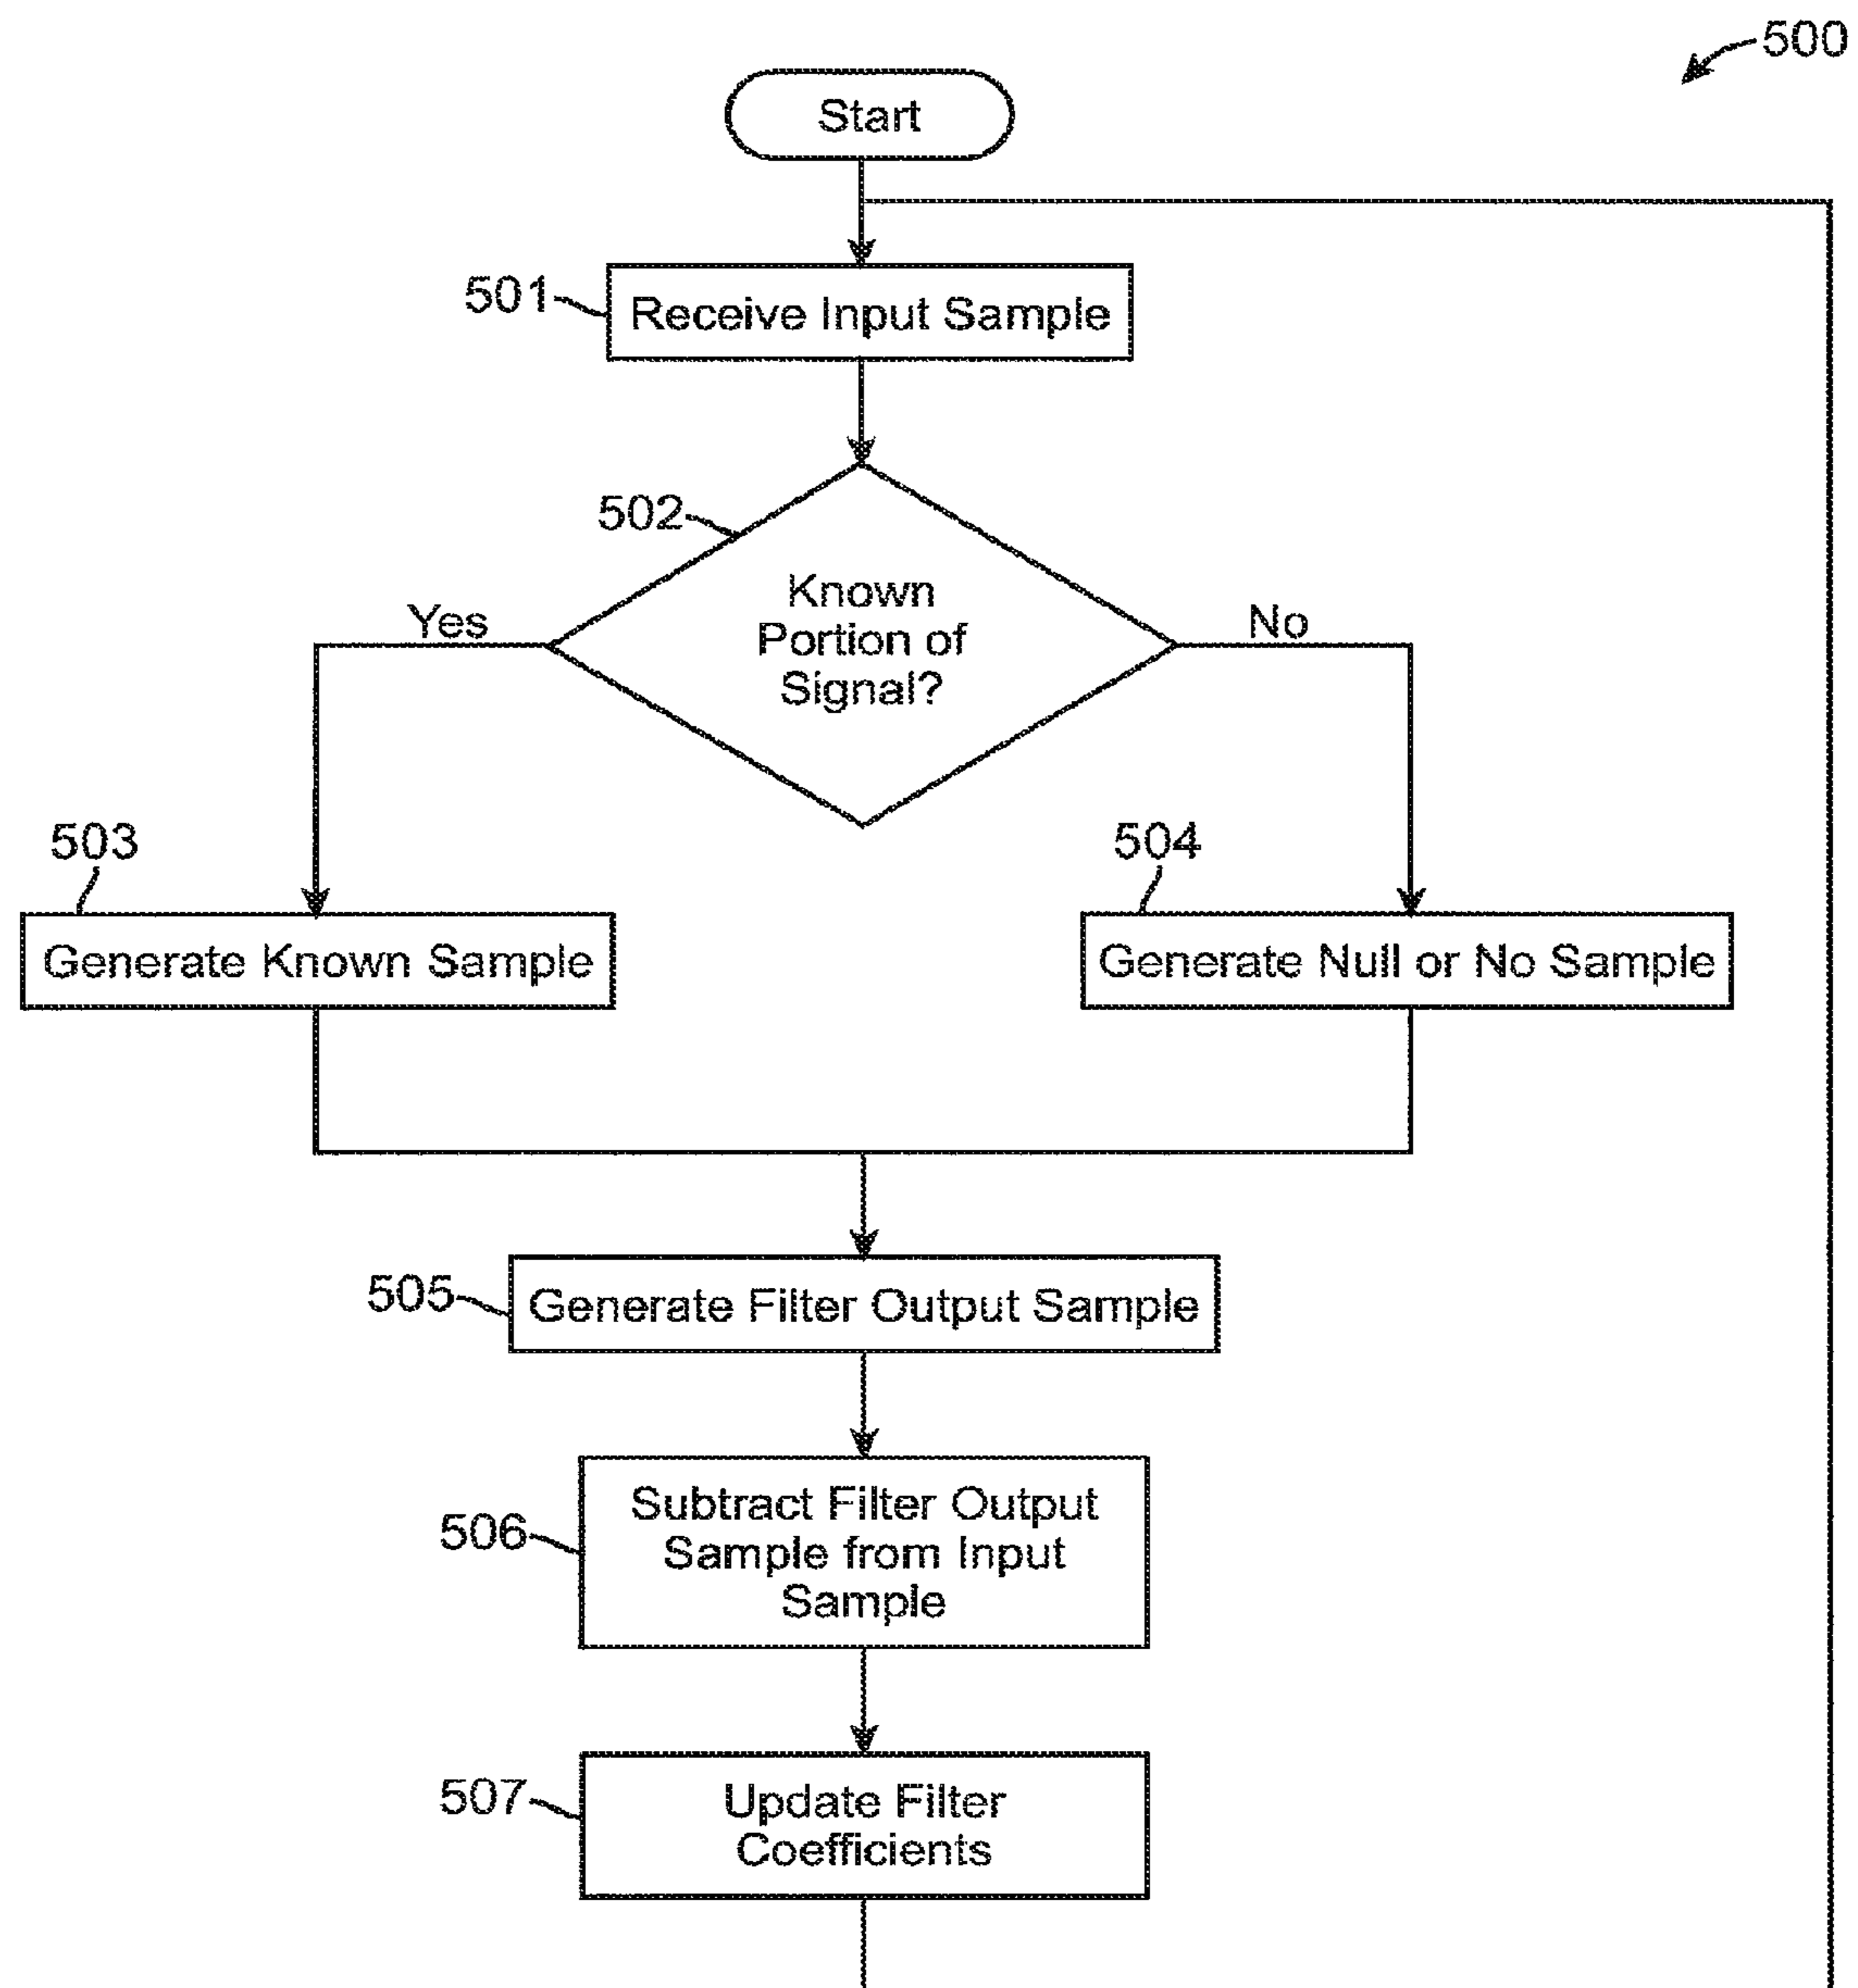 500
Start
501
Receive Input Sample
502
Known
Portion of
Signal?
Yes
No
503
504
Generate Known Sample
Generate Null or No Sample
505
Generate Filter Output Sample
506
Subtract Filter Output
Sample from Input
Sample
507
Update Filter
Coefficients